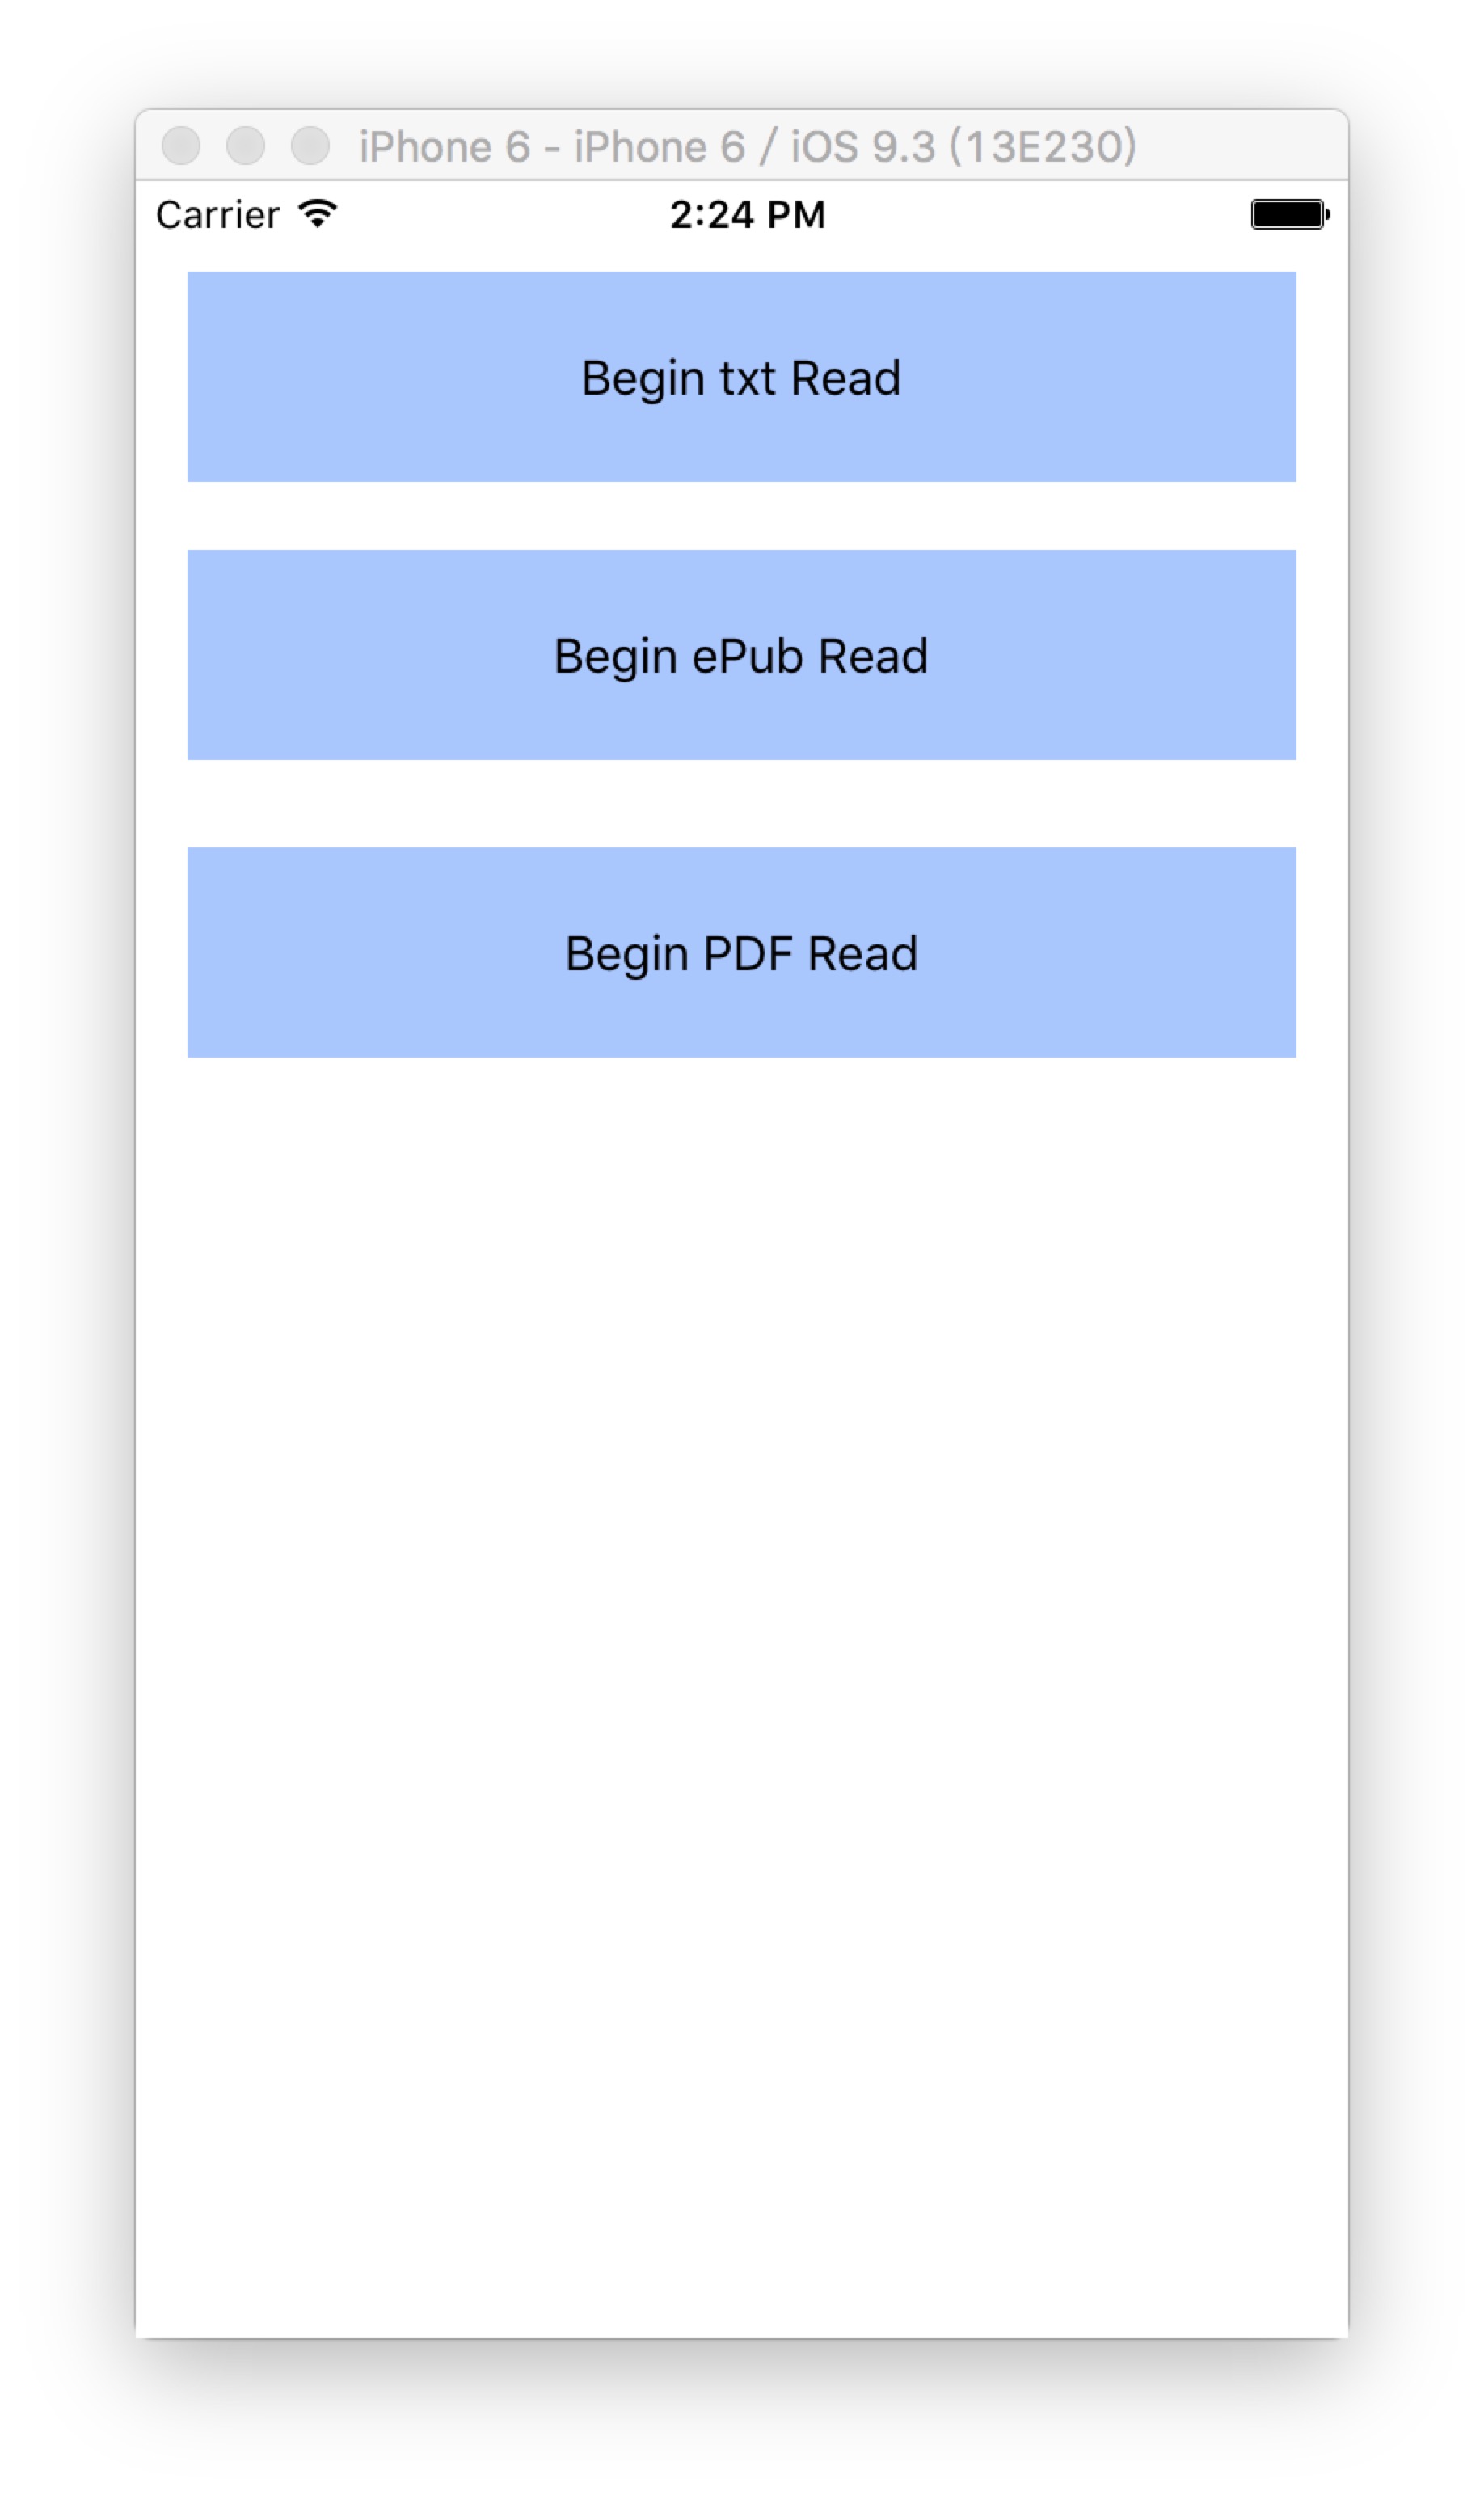 iPhone 6 - iPhone 6 / iOS 9.3 (13E230)
Carrier 2:24 PM
Begin txt Read
Begin ePub Read
Begin PDF Read